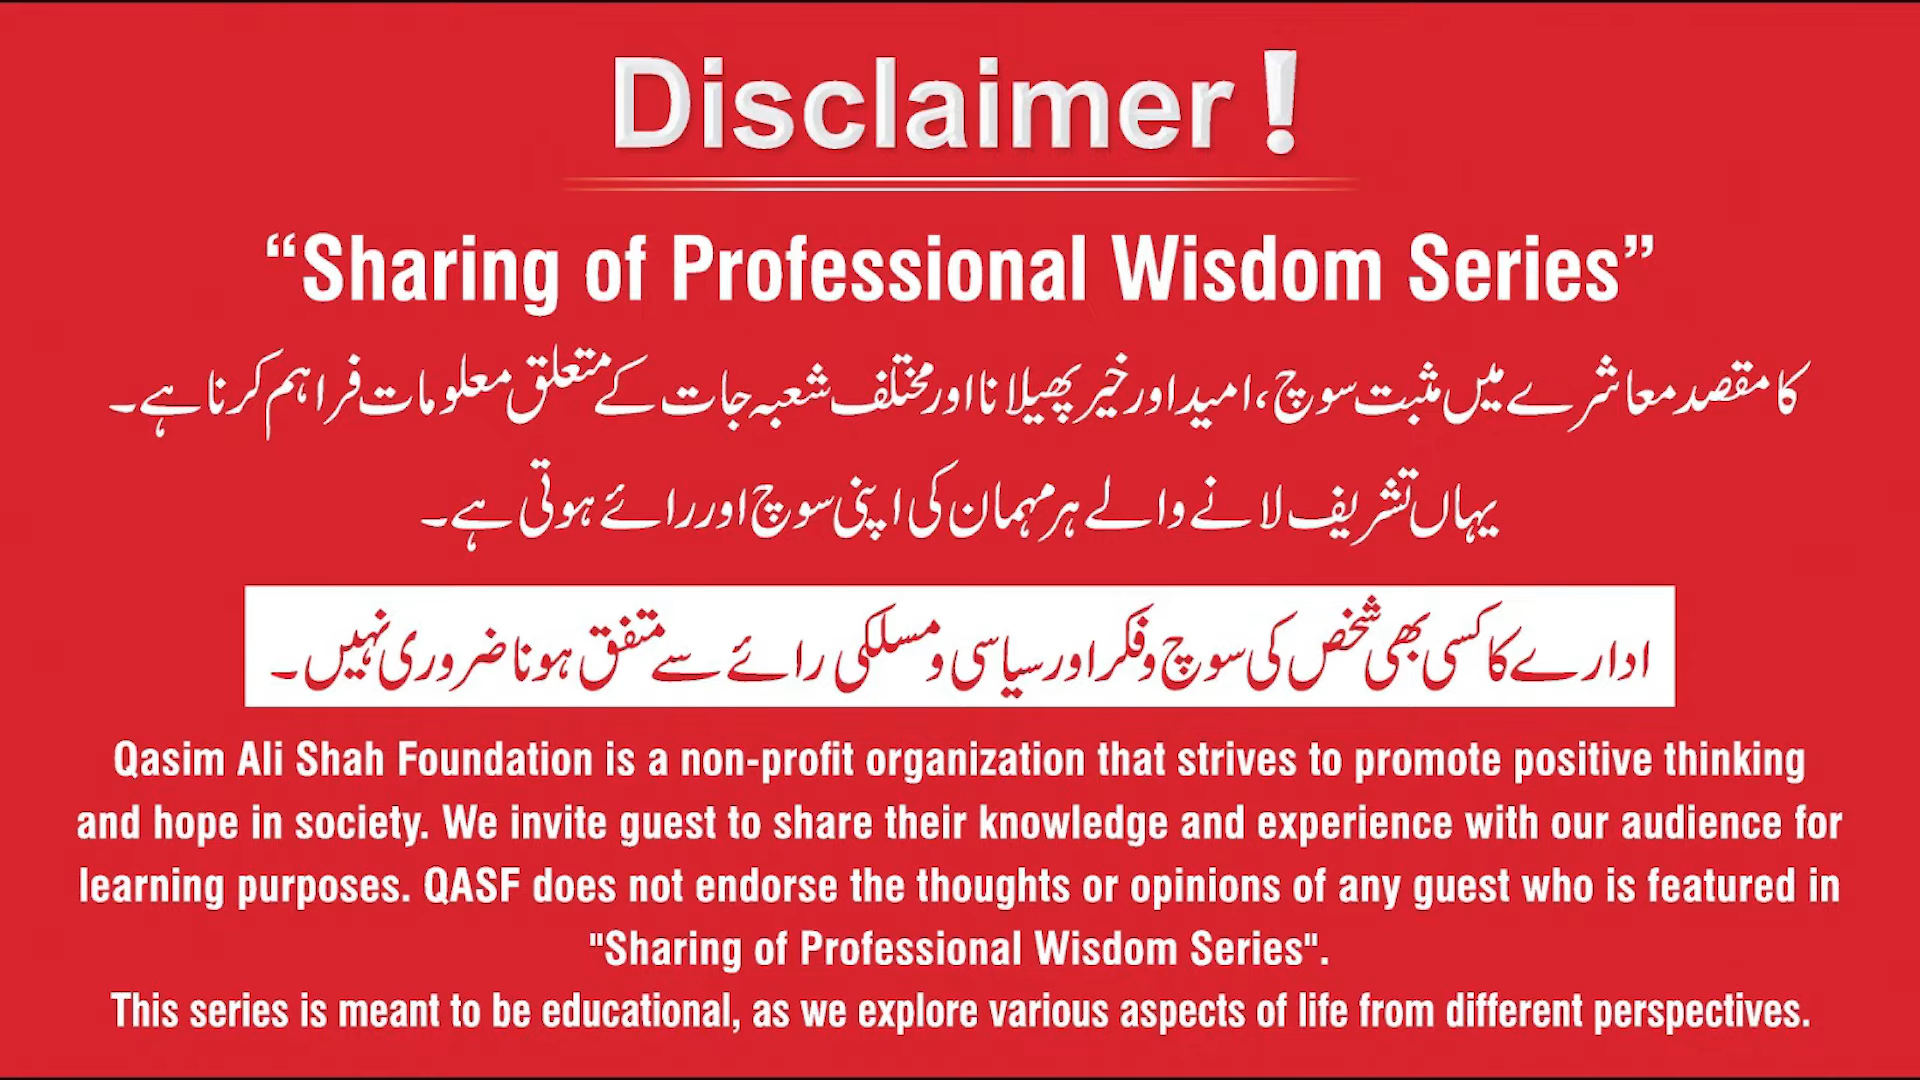 Disclaimer!
“Sharing of Professional Wisdom Series”
کا مقصد معاشرے میں مثبت سوچ، امید اور خیر پھیلانا اور مختلف شعبہ جات کے متعلق معلومات فراہم کرنا ہے۔
یہاں تشریف لانے والے ہر مہمان کی اپنی سوچ اور رائے ہوتی ہے۔
ادارے کا کسی بھی شخص کی سوچ و فکر اور سیاسی و مسلکی رائے سے متفق ہونا ضروری نہیں۔
Qasim Ali Shah Foundation is a non-profit organization that strives to promote positive thinking
and hope in society. We invite guest to share their knowledge and experience with our audience for
learning purposes. QASF does not endorse the thoughts or opinions of any guest who is featured in
"Sharing of Professional Wisdom Series".
This series is meant to be educational, as we explore various aspects of life from different perspectives.